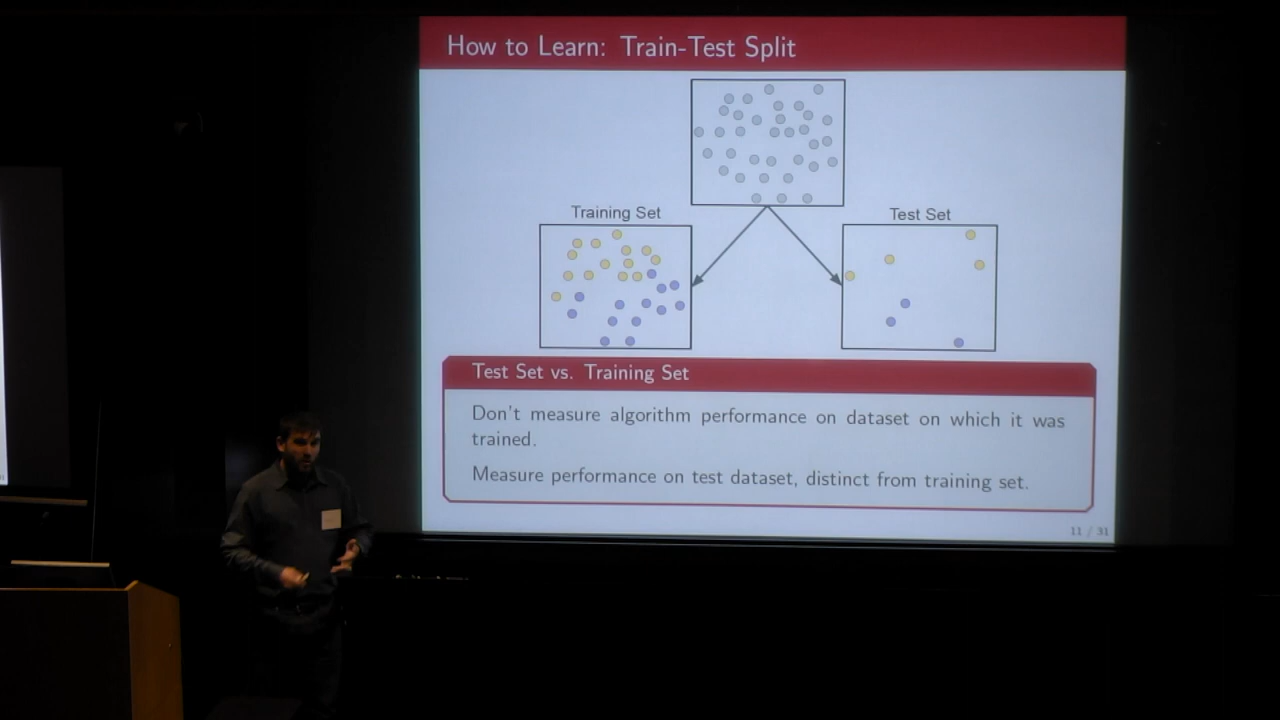 How to Learn: Train-Test Split
Training Set
Test Set
Test Set vs. Training Set
Don't measure algorithm performance on dataset on which it was
trained.
Measure performance on test dataset, distinct from training set.
11 / 31